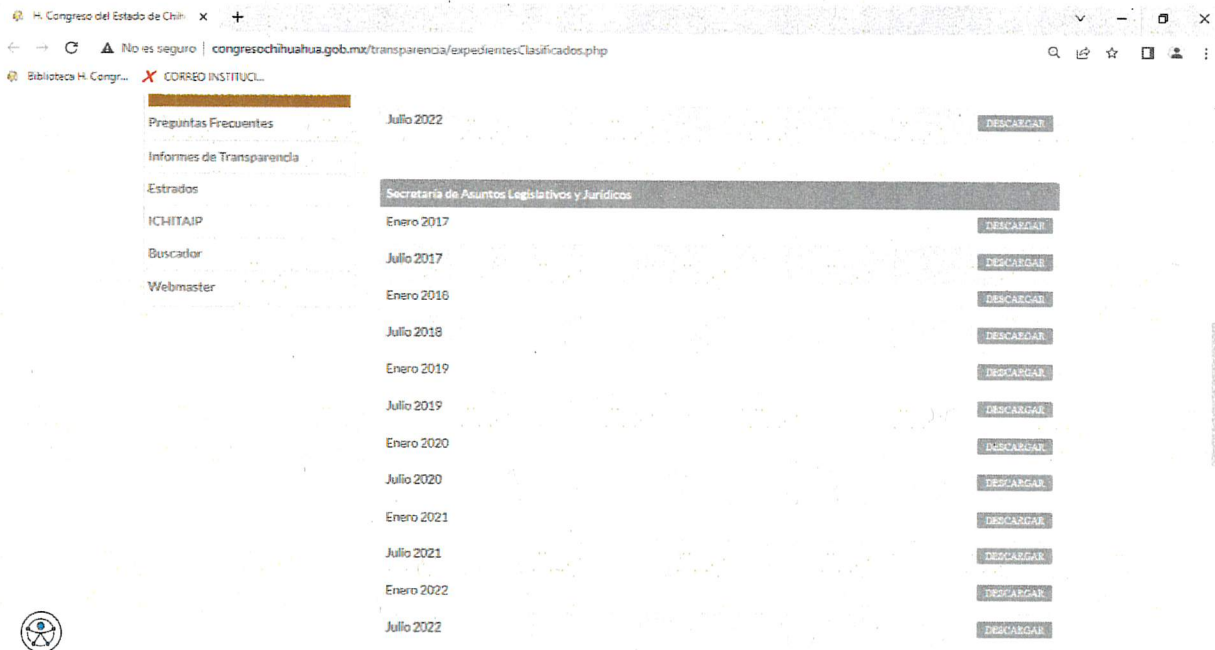 H. Congreso del Estado de Chih
No es seguro | congresochihuahua.gob.mx/transparencia/expedientesClasificados.php
Biblioteca H. Congr... CORREO INSTITUCI...
Preguntas Frecuentes
Informes de Transparencia
Estrados
ICHITAIP
Buscador
Webmaster
Julio 2022 DESCARGAR
Secretaría de Asuntos Legislativos y Jurídicos
Enero 2017 DESCARGAR
Julio 2017 DESCARGAR
Enero 2018 DESCARGAR
Julio 2018 DESCARGAR
Enero 2019 DESCARGAR
Julio 2019 DESCARGAR
Enero 2020 DESCARGAR
Julio 2020 DESCARGAR
Enero 2021 DESCARGAR
Julio 2021 DESCARGAR
Enero 2022 DESCARGAR
Julio 2022 DESCARGAR